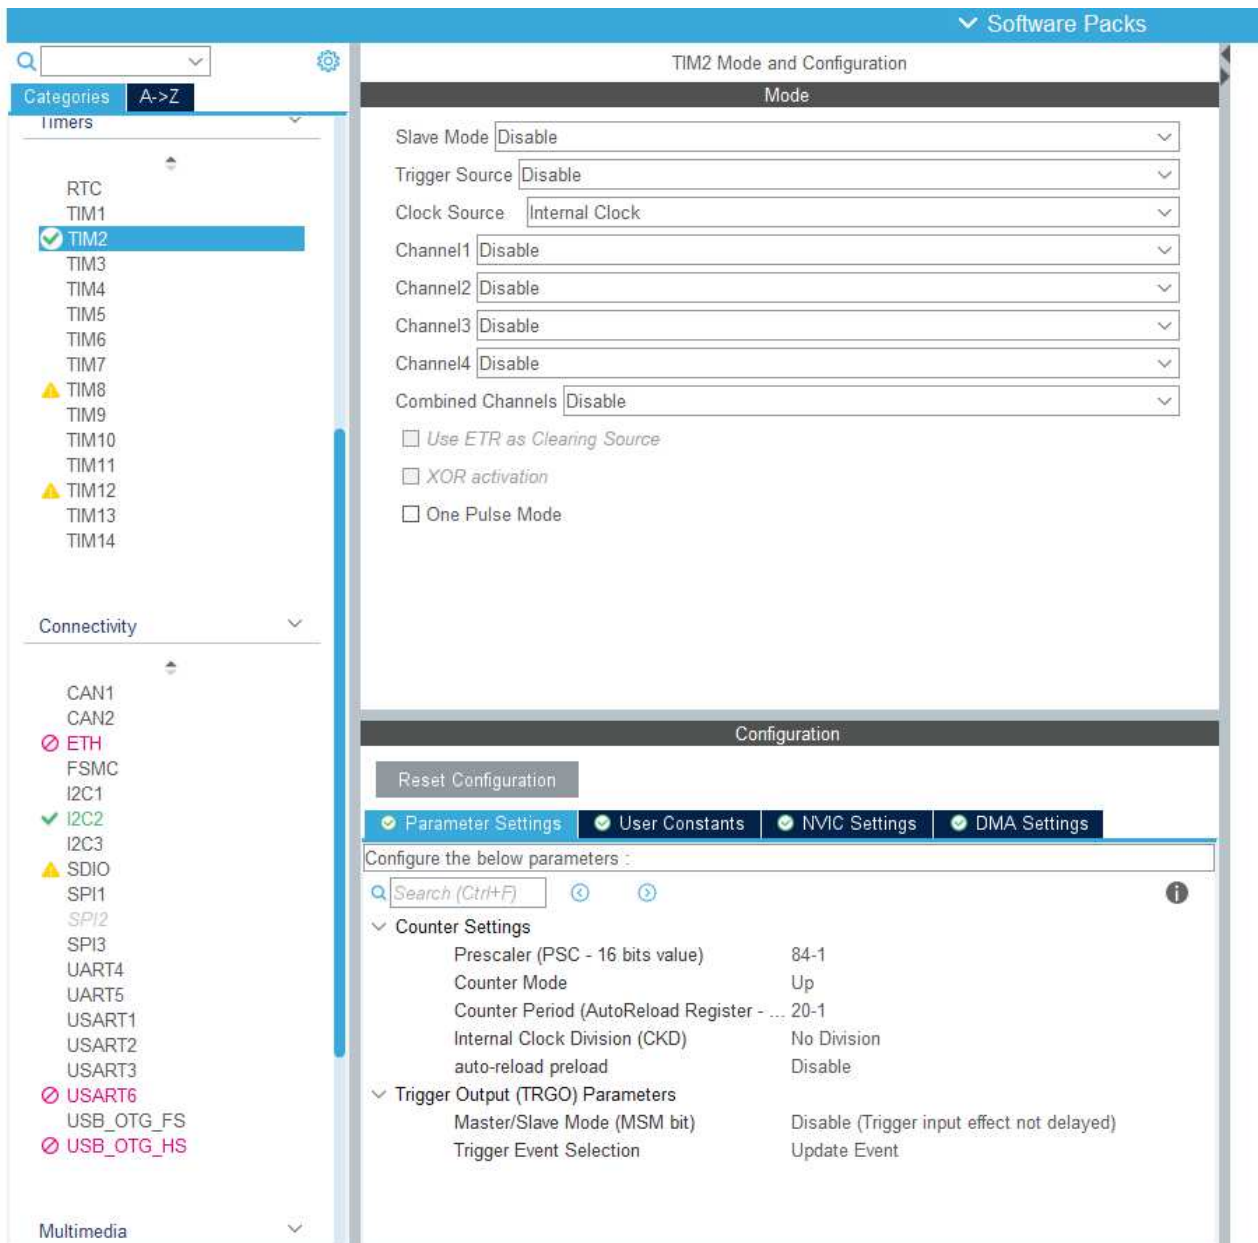 Software Packs
Categories
A->Z
Timers
RTC
TIM1
TIM2
TIM3
TIM4
TIM5
TIM6
TIM7
TIM8
TIM9
TIM10
TIM11
TIM12
TIM13
TIM14
Connectivity
CAN1
CAN2
ETH
FSMC
I2C1
I2C2
I2C3
SDIO
SPI1
SPI2
SPI3
UART4
UART5
USART1
USART2
USART3
USART6
USB_OTG_FS
USB_OTG_HS
Multimedia
TIM2 Mode and Configuration
Mode
Slave Mode Disable
Trigger Source Disable
Clock Source Internal Clock
Channel1 Disable
Channel2 Disable
Channel3 Disable
Channel4 Disable
Combined Channels Disable
Use ETR as Clearing Source
XOR activation
One Pulse Mode
Configuration
Reset Configuration
Parameter Settings
User Constants
NVIC Settings
DMA Settings
Configure the below parameters :
Search (Ctrl+F)
Counter Settings
Prescaler (PSC - 16 bits value) 84-1
Counter Mode Up
Counter Period (AutoReload Register - ... 20-1
Internal Clock Division (CKD) No Division
auto-reload preload Disable
Trigger Output (TRGO) Parameters
Master/Slave Mode (MSM bit) Disable (Trigger input effect not delayed)
Trigger Event Selection Update Event